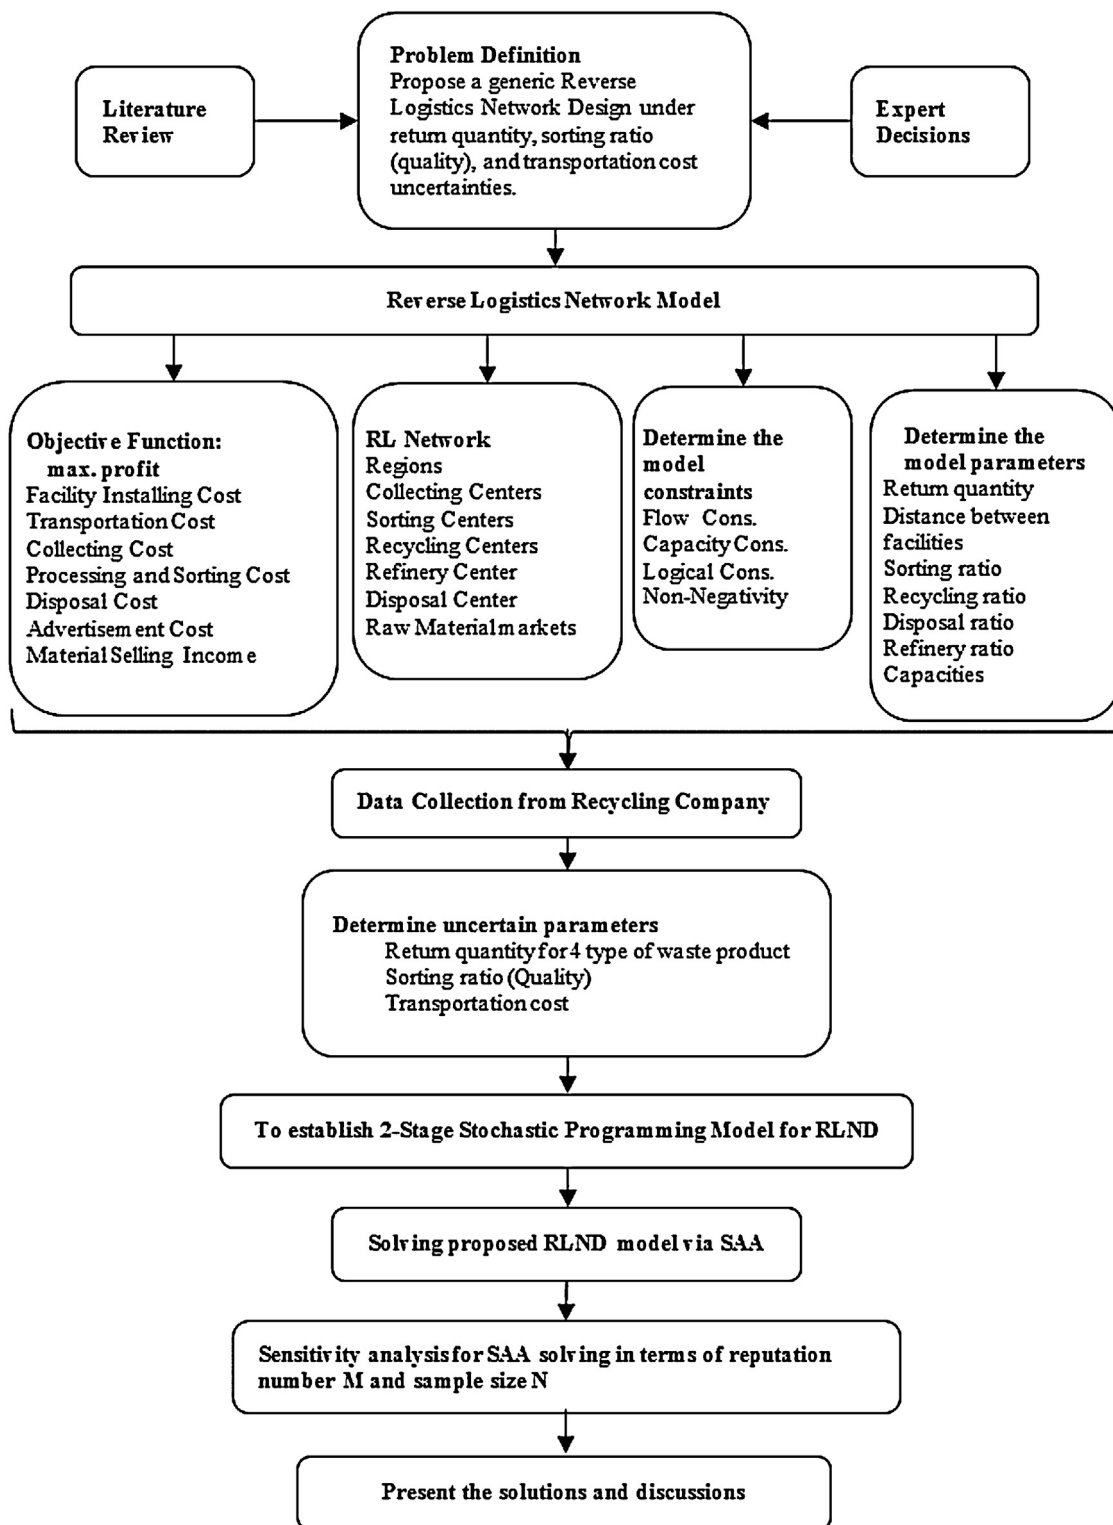 Literature
Review
Problem Definition
Propose a generic Reverse
Logistics Network Design under
return quantity, sorting ratio
(quality), and transportation cost
uncertainties.
Expert
Decisions
Reverse Logistics Network Model
Objective Function:
max. profit
Facility Installing Cost
Transportation Cost
Collecting Cost
Processing and Sorting Cost
Disposal Cost
Advertisement Cost
Material Selling Income
RL Network
Regions
Collecting Centers
Sorting Centers
Recycling Centers
Refinery Center
Disposal Center
Raw Material markets
Determine the
model
constraints
Flow Cons.
Capacity Cons.
Logical Cons.
Non-Negativity
Determine the
model parameters
Return quantity
Distance between
facilities
Sorting ratio
Recycling ratio
Disposal ratio
Refinery ratio
Capacities
Data Collection from Recycling Company
Determine uncertain parameters
Return quantity for 4 type of waste product
Sorting ratio (Quality)
Transportation cost
To establish 2-Stage Stochastic Programming Model for RLND
Solving proposed RLND model via SAA
Sensitivity analysis for SAA solving in terms of reputation
number M and sample size N
Present the solutions and discussions